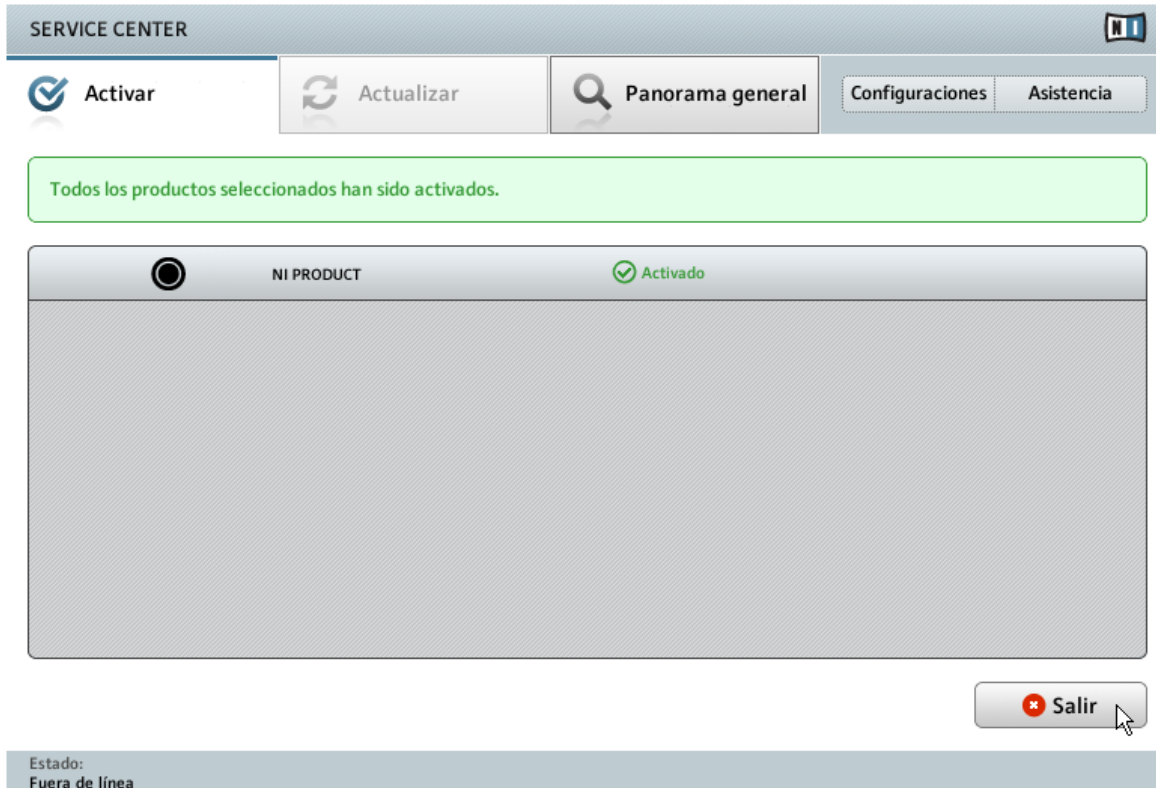 SERVICE CENTER
NI
Activar
Actualizar
Panorama general
Configuraciones
Asistencia
Todos los productos seleccionados han sido activados.
NI PRODUCT
Activado
Salir
Estado:
Fuera de línea